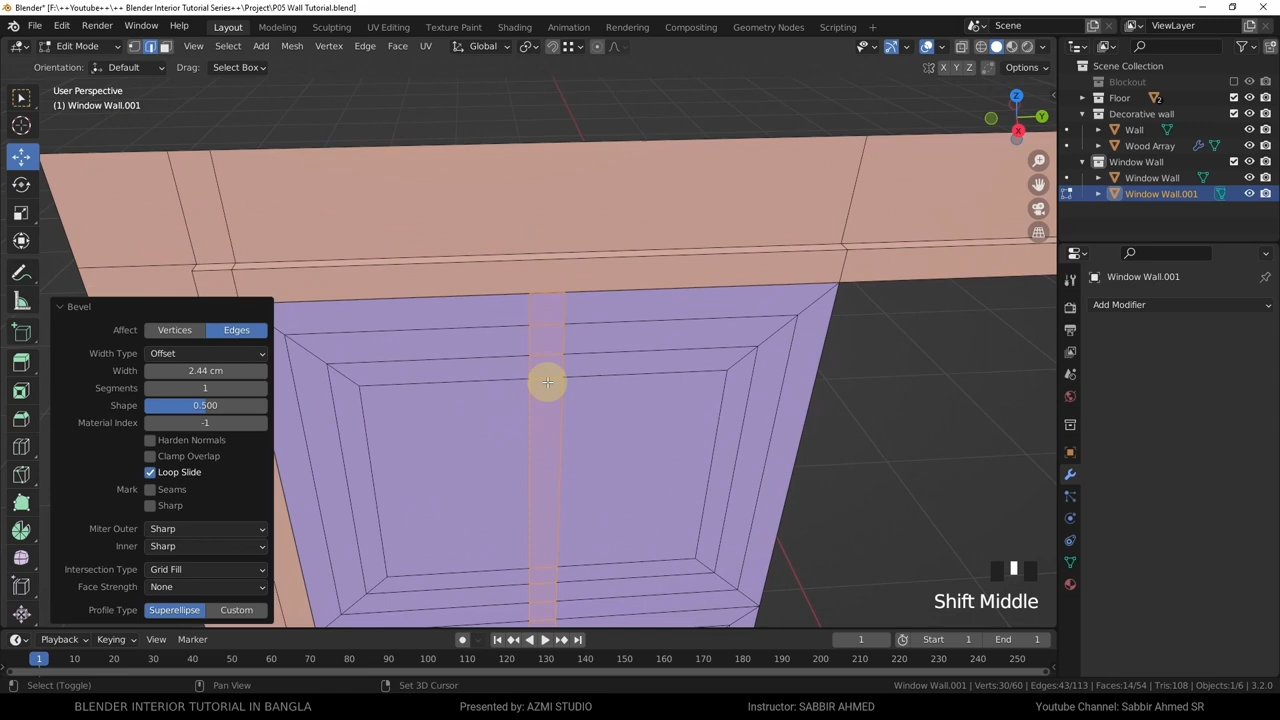 Blender* [F:\++Youtube++\++ Blender Interior Tutorial Series++\P05 Wall Tutorial.blend]
File Edit Render Window Help Layout Modeling Sculpting UV Editing Texture Paint Shading Animation Rendering Compositing Geometry Nodes Scripting Scene ViewLayer
Edit Mode View Select Add Mesh Vertex Edge Face UV Global
Orientation: Default Drag: Select Box X Y Z Options
User Perspective
(1) Window Wall.001
Z
Y
X
Scene Collection
Blockout
Floor 2
Decorative wall
Wall
Wood Array
Window Wall
Window Wall
Window Wall.001
Window Wall.001
Add Modifier
Bevel
Affect Vertices Edges
Width Type Offset
Width 2.44 cm
Segments 1
Shape 0.500
Material Index -1
Harden Normals
Clamp Overlap
Loop Slide
Mark Seams
Sharp
Miter Outer Sharp
Inner Sharp
Intersection Type Grid Fill
Face Strength None
Profile Type Superellipse Custom
Shift Middle
Playback Keying View Marker 1 Start 1 End 1
1 10 20 30 40 50 60 70 80 90 100 110 120 130 140 150 160 170 180 190 200 210 220 230 240 250
Select (Toggle) Pan View Set 3D Cursor Window Wall.001 | Verts:30/60 | Edges:43/113 | Faces:14/54 | Tris:108 | Objects:1/6 | 3.2.0
BLENDER INTERIOR TUTORIAL IN BANGLA Presented by: AZMI STUDIO Instructor: SABBIR AHMED Youtube Channel: Sabbir Ahmed SR